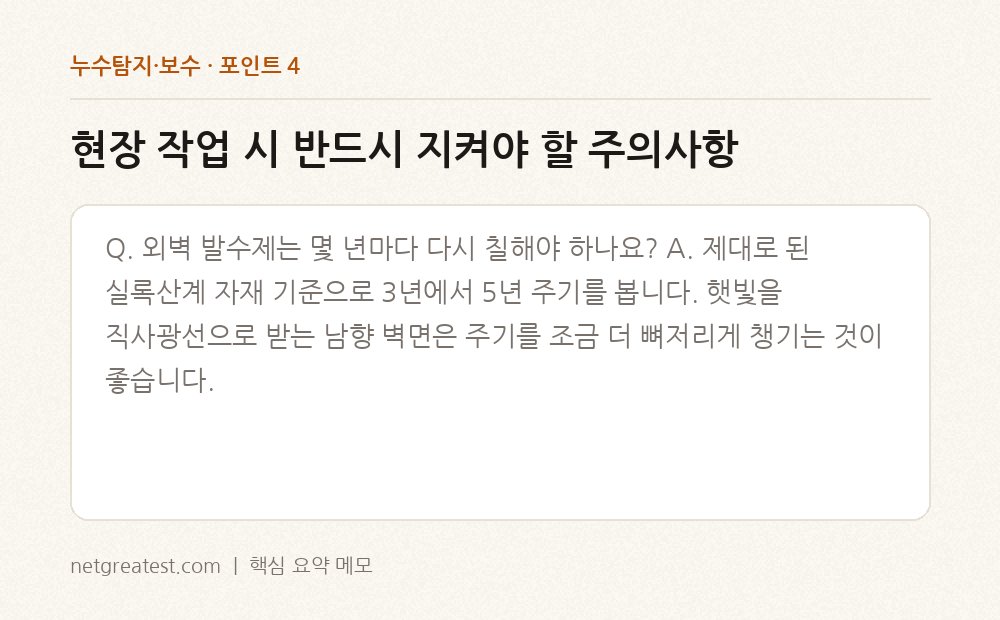 누수탐지·보수 · 포인트 4
현장 작업 시 반드시 지켜야 할 주의사항
Q. 외벽 발수제는 몇 년마다 다시 칠해야 하나요? A. 제대로 된
실록산계 자재 기준으로 3년에서 5년 주기를 봅니다. 햇빛을
직사광선으로 받는 남향 벽면은 주기를 조금 더 뼈저리게 챙기는 것이
좋습니다.
netgreatest.com | 핵심 요약 메모